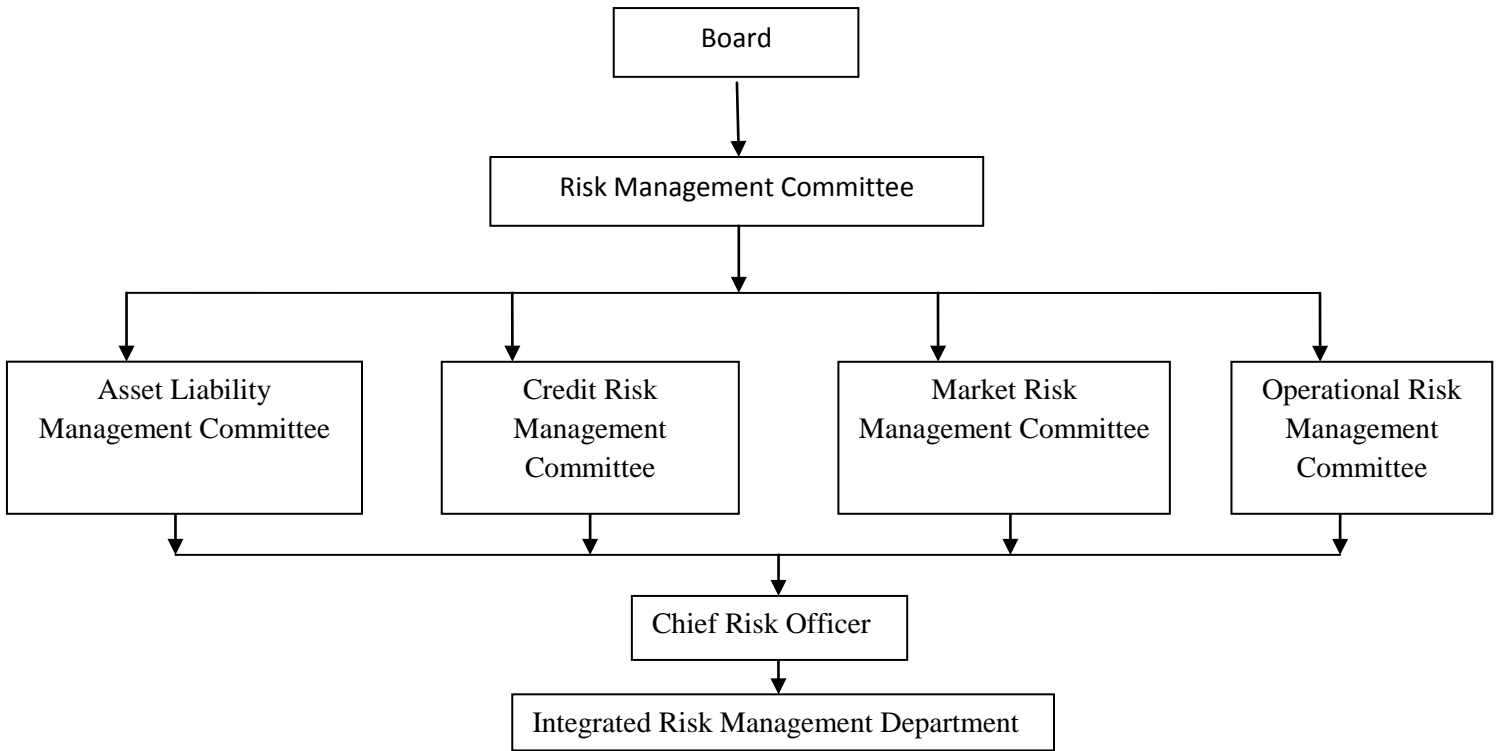 Board
Risk Management Committee
Asset Liability
Management Committee
Credit Risk
Management
Committee
Market Risk
Management Committee
Operational Risk
Management
Committee
Chief Risk Officer
Integrated Risk Management Department